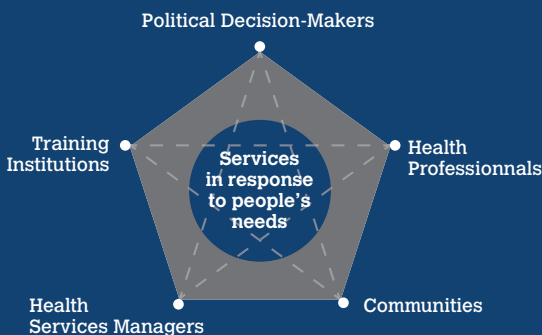 Political Decision-Makers
Training
Institutions
Health
Professionnals
Services
in response
to people's
needs
Health
Services Managers
Communities